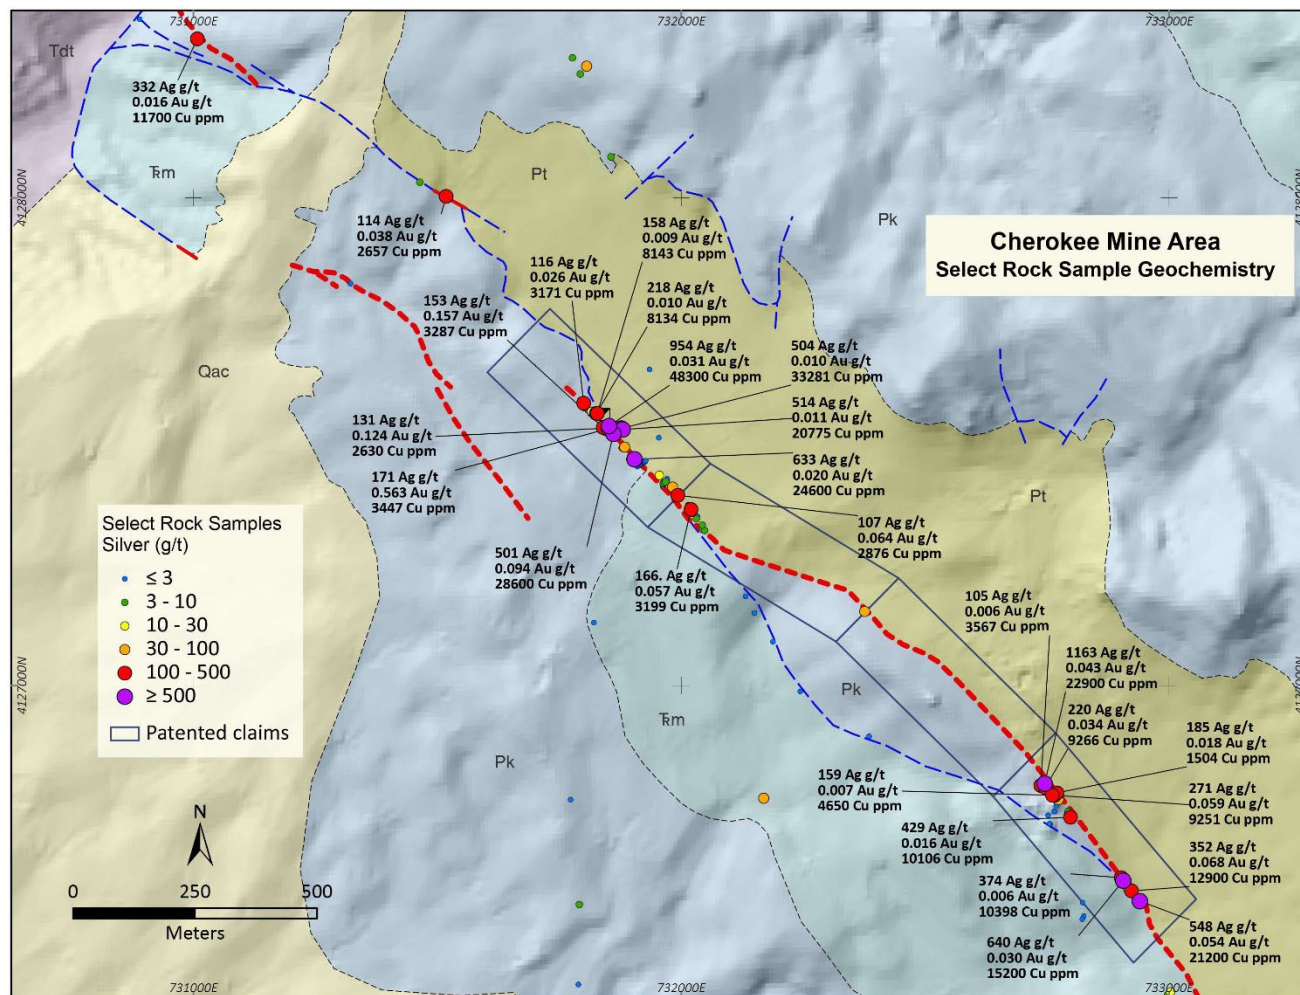 731000E
732000E
733000E
Tdt
332 Ag g/t
0.016 Au g/t
11700 Cu ppm
Ꞧm
Pt
4128000N
4128000N
Pk
114 Ag g/t
0.038 Au g/t
2657 Cu ppm
158 Ag g/t
0.009 Au g/t
8143 Cu ppm
Cherokee Mine Area
Select Rock Sample Geochemistry
116 Ag g/t
0.026 Au g/t
3171 Cu ppm
218 Ag g/t
0.010 Au g/t
8134 Cu ppm
153 Ag g/t
0.157 Au g/t
3287 Cu ppm
954 Ag g/t
0.031 Au g/t
48300 Cu ppm
504 Ag g/t
0.010 Au g/t
33281 Cu ppm
Qac
514 Ag g/t
0.011 Au g/t
20775 Cu ppm
131 Ag g/t
0.124 Au g/t
2630 Cu ppm
633 Ag g/t
0.020 Au g/t
24600 Cu ppm
171 Ag g/t
0.563 Au g/t
3447 Cu ppm
Pt
107 Ag g/t
0.064 Au g/t
2876 Cu ppm
501 Ag g/t
0.094 Au g/t
28600 Cu ppm
166. Ag g/t
0.057 Au g/t
3199 Cu ppm
Select Rock Samples
Silver (g/t)
≤ 3
3 - 10
10 - 30
30 - 100
100 - 500
≥ 500
Patented claims
105 Ag g/t
0.006 Au g/t
3567 Cu ppm
1163 Ag g/t
0.043 Au g/t
22900 Cu ppm
4127000N
4127000N
Pk
Ꞧm
220 Ag g/t
0.034 Au g/t
9266 Cu ppm
185 Ag g/t
0.018 Au g/t
1504 Cu ppm
Pk
159 Ag g/t
0.007 Au g/t
4650 Cu ppm
271 Ag g/t
0.059 Au g/t
9251 Cu ppm
429 Ag g/t
0.016 Au g/t
10106 Cu ppm
352 Ag g/t
0.068 Au g/t
12900 Cu ppm
374 Ag g/t
0.006 Au g/t
10398 Cu ppm
548 Ag g/t
0.054 Au g/t
21200 Cu ppm
640 Ag g/t
0.030 Au g/t
15200 Cu ppm
N
0 250 500
Meters
731000E
732000E
733000E